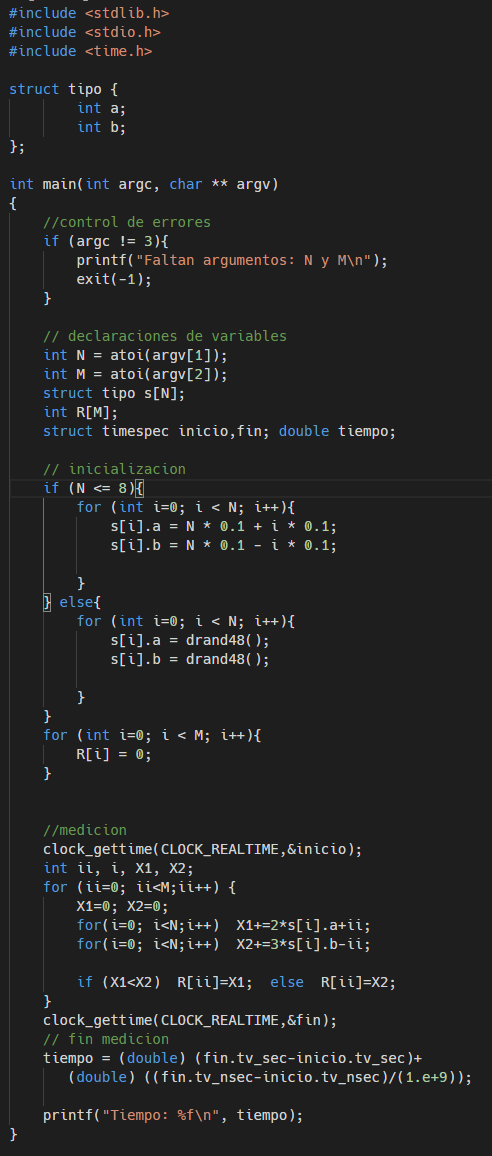 #include <stdlib.h>
#include <stdio.h>
#include <time.h>
struct tipo {
int a;
int b;
};
int main(int argc, char ** argv)
{
//control de errores
if (argc != 3){
printf("Faltan argumentos: N y M\n");
exit(-1);
}
// declaraciones de variables
int N = atoi(argv[1]);
int M = atoi(argv[2]);
struct tipo s[N];
int R[M];
struct timespec inicio,fin; double tiempo;
// inicializacion
if (N <= 8){
for (int i=0; i < N; i++){
s[i].a = N * 0.1 + i * 0.1;
s[i].b = N * 0.1 - i * 0.1;
}
} else{
for (int i=0; i < N; i++){
s[i].a = drand48();
s[i].b = drand48();
}
}
for (int i=0; i < M; i++){
R[i] = 0;
}
//medicion
clock_gettime(CLOCK_REALTIME,&inicio);
int ii, i, X1, X2;
for (ii=0; ii<M;ii++) {
X1=0; X2=0;
for(i=0; i<N;i++)  X1+=2*s[i].a+ii;
for(i=0; i<N;i++)  X2+=3*s[i].b-ii;
if (X1<X2)  R[ii]=X1;  else  R[ii]=X2;
}
clock_gettime(CLOCK_REALTIME,&fin);
// fin medicion
tiempo = (double) (fin.tv_sec-inicio.tv_sec)+
(double) ((fin.tv_nsec-inicio.tv_nsec)/(1.e+9));
printf("Tiempo: %f\n", tiempo);
}